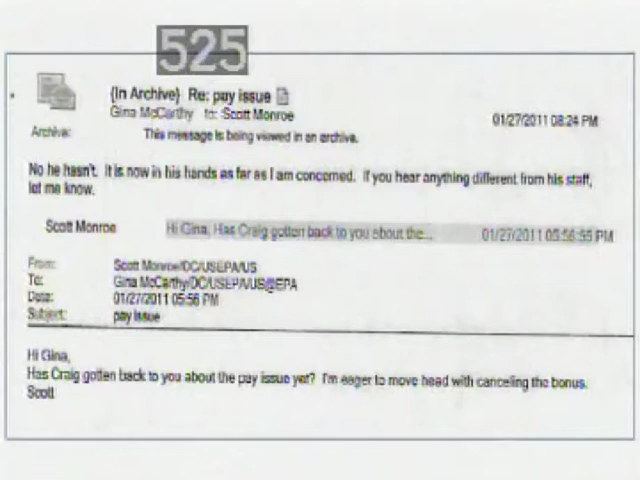 525
(In Archive) Re: pay issue
Gina McCarthy to: Scott Monroe
01/27/2011 08:24 PM
Archive:
This message is being viewed in an archive.
No he hasn't. It is now in his hands as far as I am concerned. If you hear anything different from his staff,
let me know.
Scott Monroe
Hi Gina, Has Craig gotten back to you about the...
01/27/2011 05:56:55 PM
From: Scott Monroe/DC/USEPA/US
To: Gina McCarthy/DC/USEPA/US@EPA
Date: 01/27/2011 05:56 PM
Subject: pay issue
Hi Gina,
Has Craig gotten back to you about the pay issue yet? I'm eager to move head with canceling the bonus.
Scott